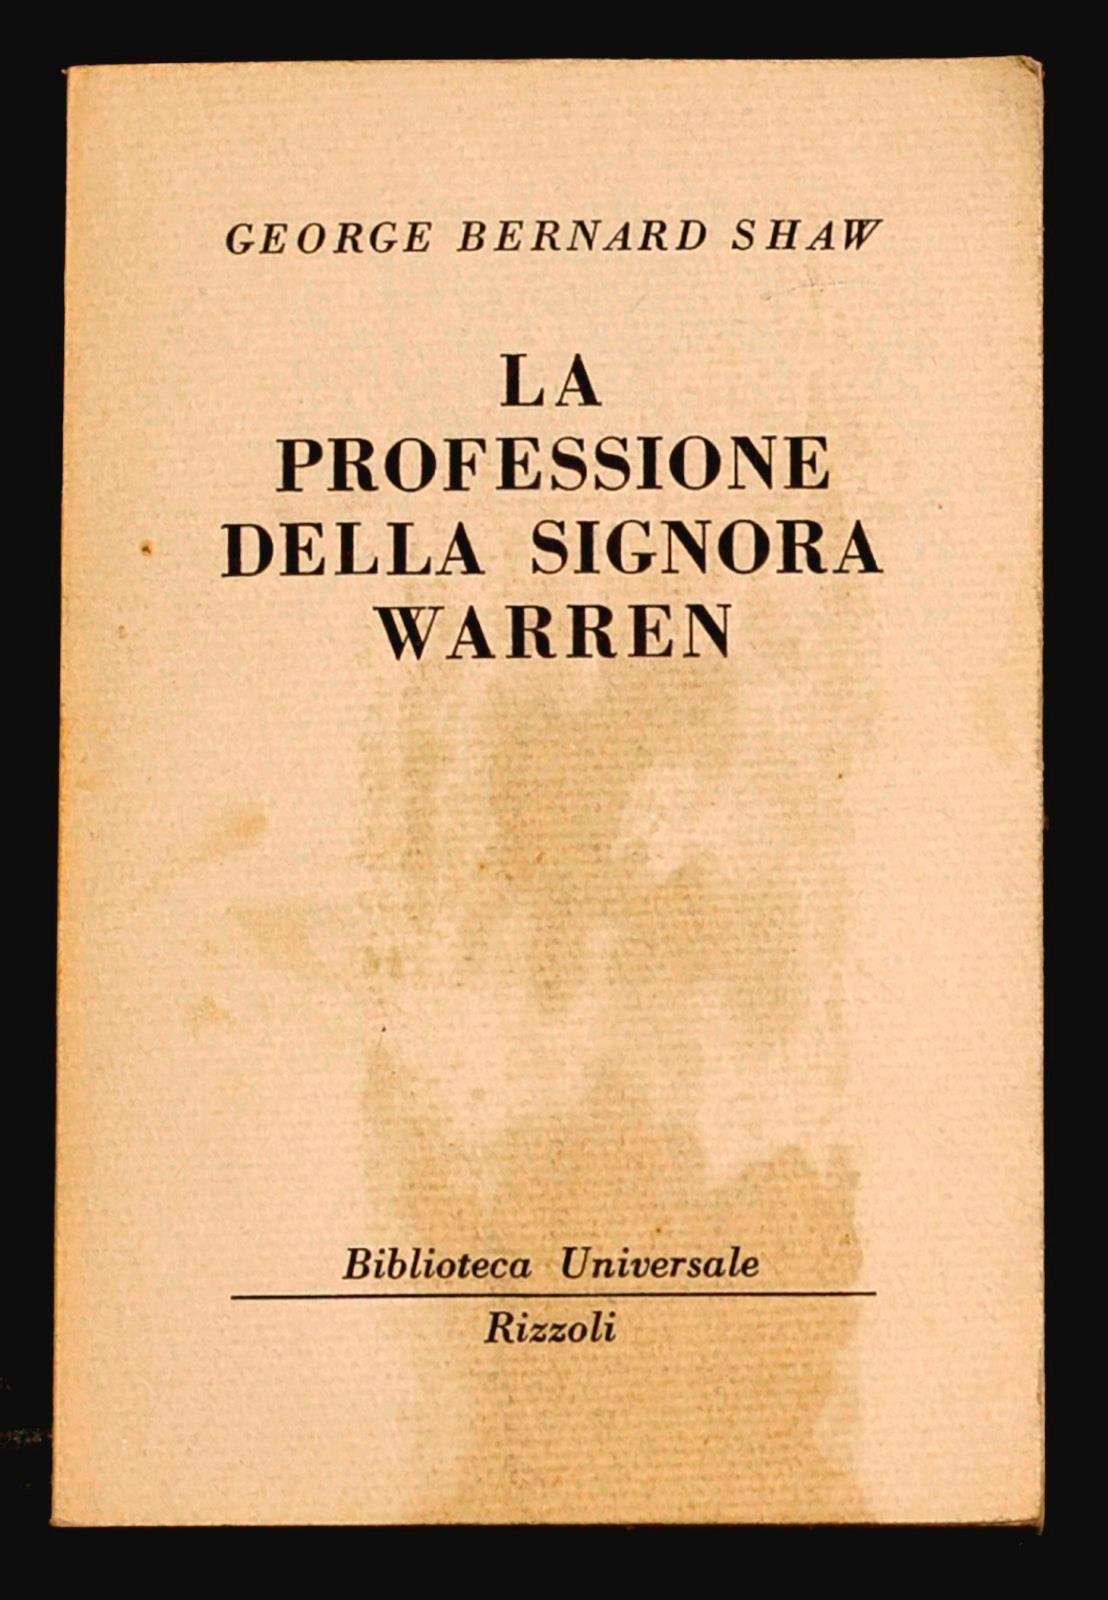 GEORGE BERNARD SHAW
LA
PROFESSIONE
DELLA SIGNORA
WARREN
Biblioteca Universale
Rizzoli